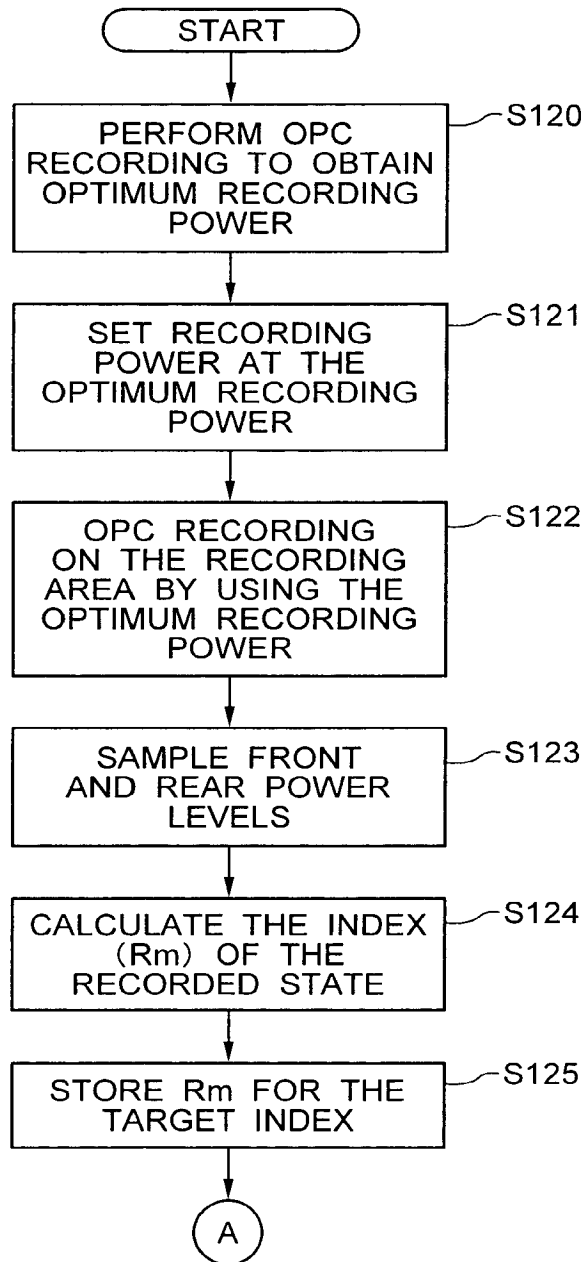 START
S120
PERFORM OPC
RECORDING TO OBTAIN
OPTIMUM RECORDING
POWER
S121
SET RECORDING
POWER AT THE
OPTIMUM RECORDING
POWER
S122
OPC RECORDING
ON THE RECORDING
AREA BY USING THE
OPTIMUM RECORDING
POWER
S123
SAMPLE FRONT
AND REAR POWER
LEVELS
S124
CALCULATE THE INDEX
(Rm) OF THE
RECORDED STATE
S125
STORE Rm FOR THE
TARGET INDEX
A